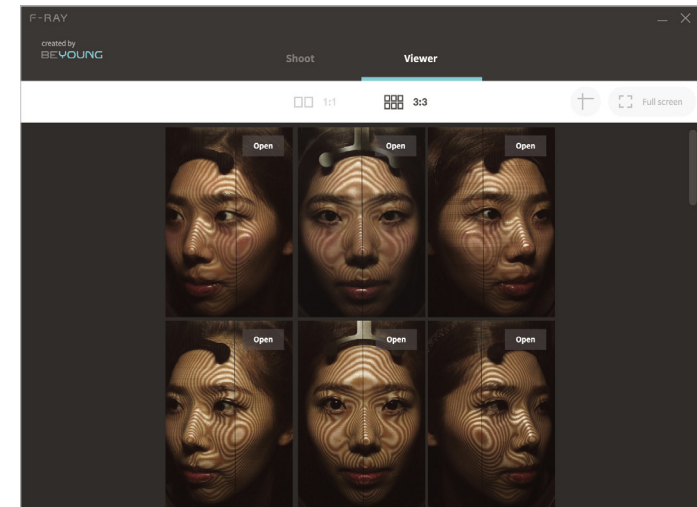 F-RAY
created by
BEYOUNG
Shoot
Viewer
1:1
3:3
Full screen
Open
Open
Open
Open
Open
Open